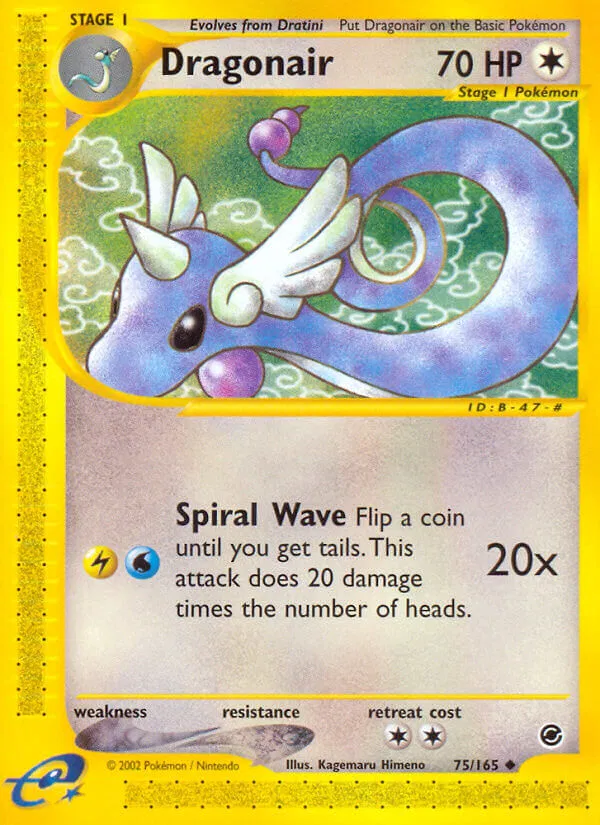 STAGE 1
Evolves from Dratini Put Dragonair on the Basic Pokémon
Dragonair 70 HP
Stage 1 Pokémon
ID:B-47-#
Spiral Wave Flip a coin
until you get tails. This
attack does 20 damage
times the number of heads.
20x
weakness resistance retreat cost
© 2002 Pokémon / Nintendo Illus. Kagemaru Himeno 75/165
e